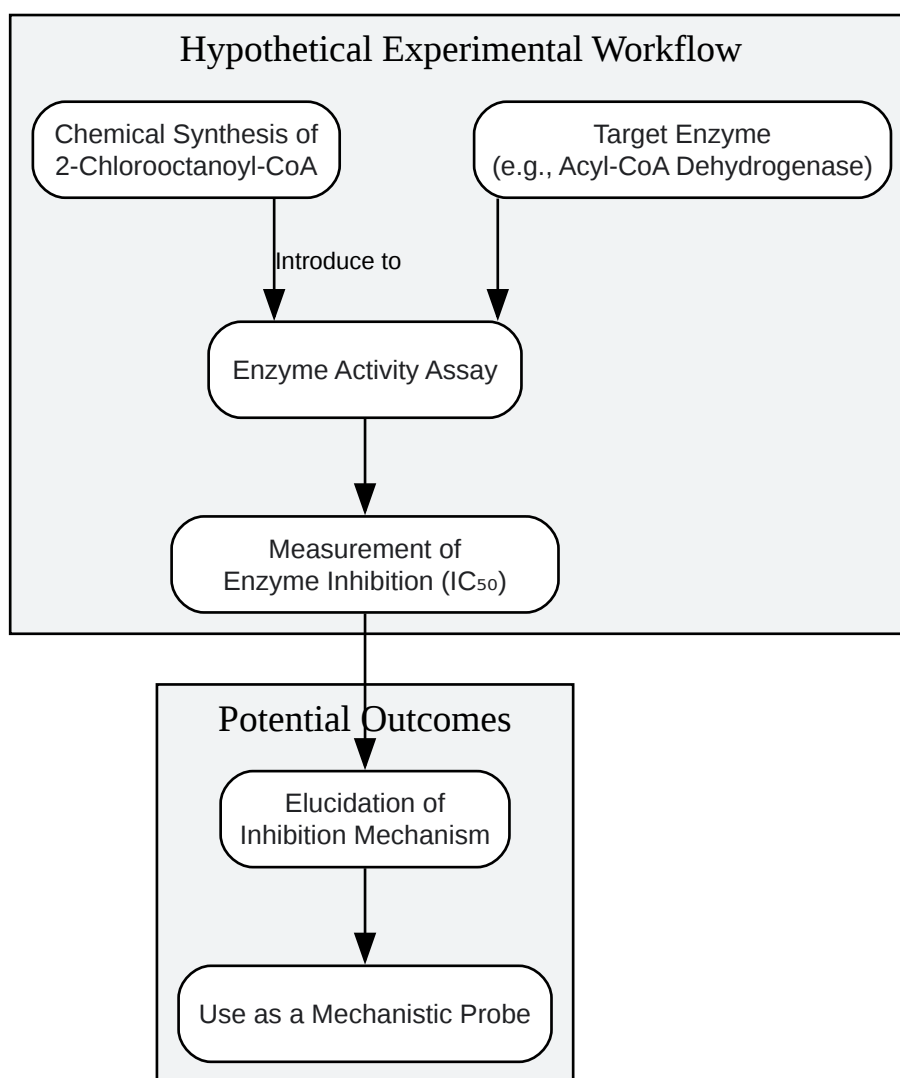 Hypothetical Experimental Workflow
Chemical Synthesis of
2-Chlorooctanoyl-CoA
Target Enzyme
(e.g., Acyl-CoA Dehydrogenase)
Introduce to
Enzyme Activity Assay
Measurement of
Enzyme Inhibition (IC₅₀)
Potential Outcomes
Elucidation of
Inhibition Mechanism
Use as a Mechanistic Probe